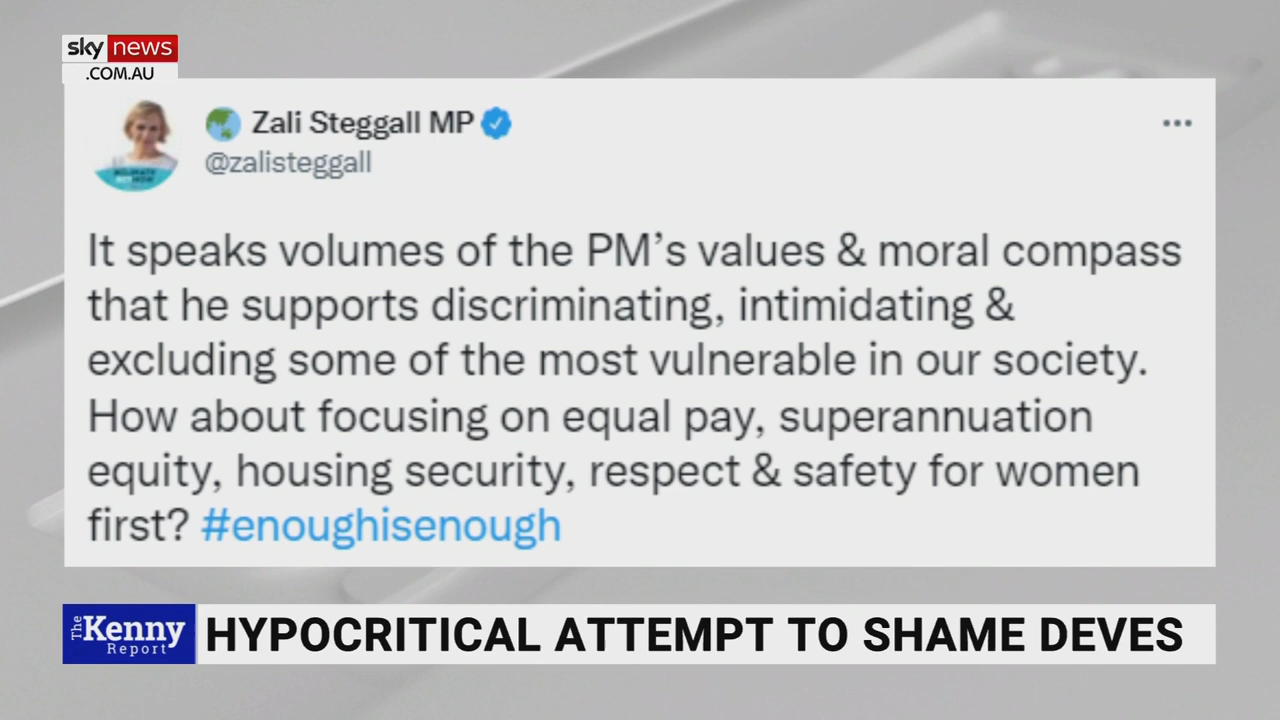 sky news
.COM.AU
Zali Steggall MP
@zalisteggall
It speaks volumes of the PM’s values & moral compass
that he supports discriminating, intimidating &
excluding some of the most vulnerable in our society.
How about focusing on equal pay, superannuation
equity, housing security, respect & safety for women
first? #enoughisenough
The Kenny Report
HYPOCRITICAL ATTEMPT TO SHAME DEVES